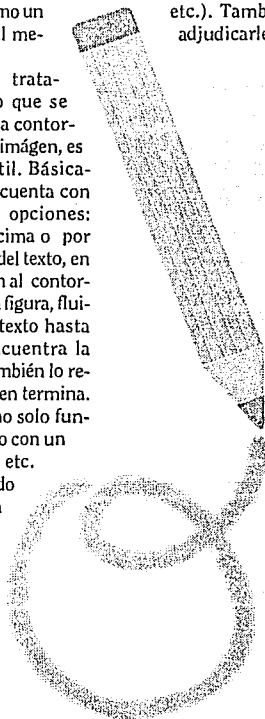 mo un
al me-
trata-
o que se
a contor-
imágen, es
til. Básica-
cuenta con
opciones:
cima o por
del texto, en
n al contor-
a figura, flui-
texto hasta
cuentra la
mbién lo re-
en termina.
no solo fun-
o con un
etc.
do
etc.). Tamb
adjudicarle